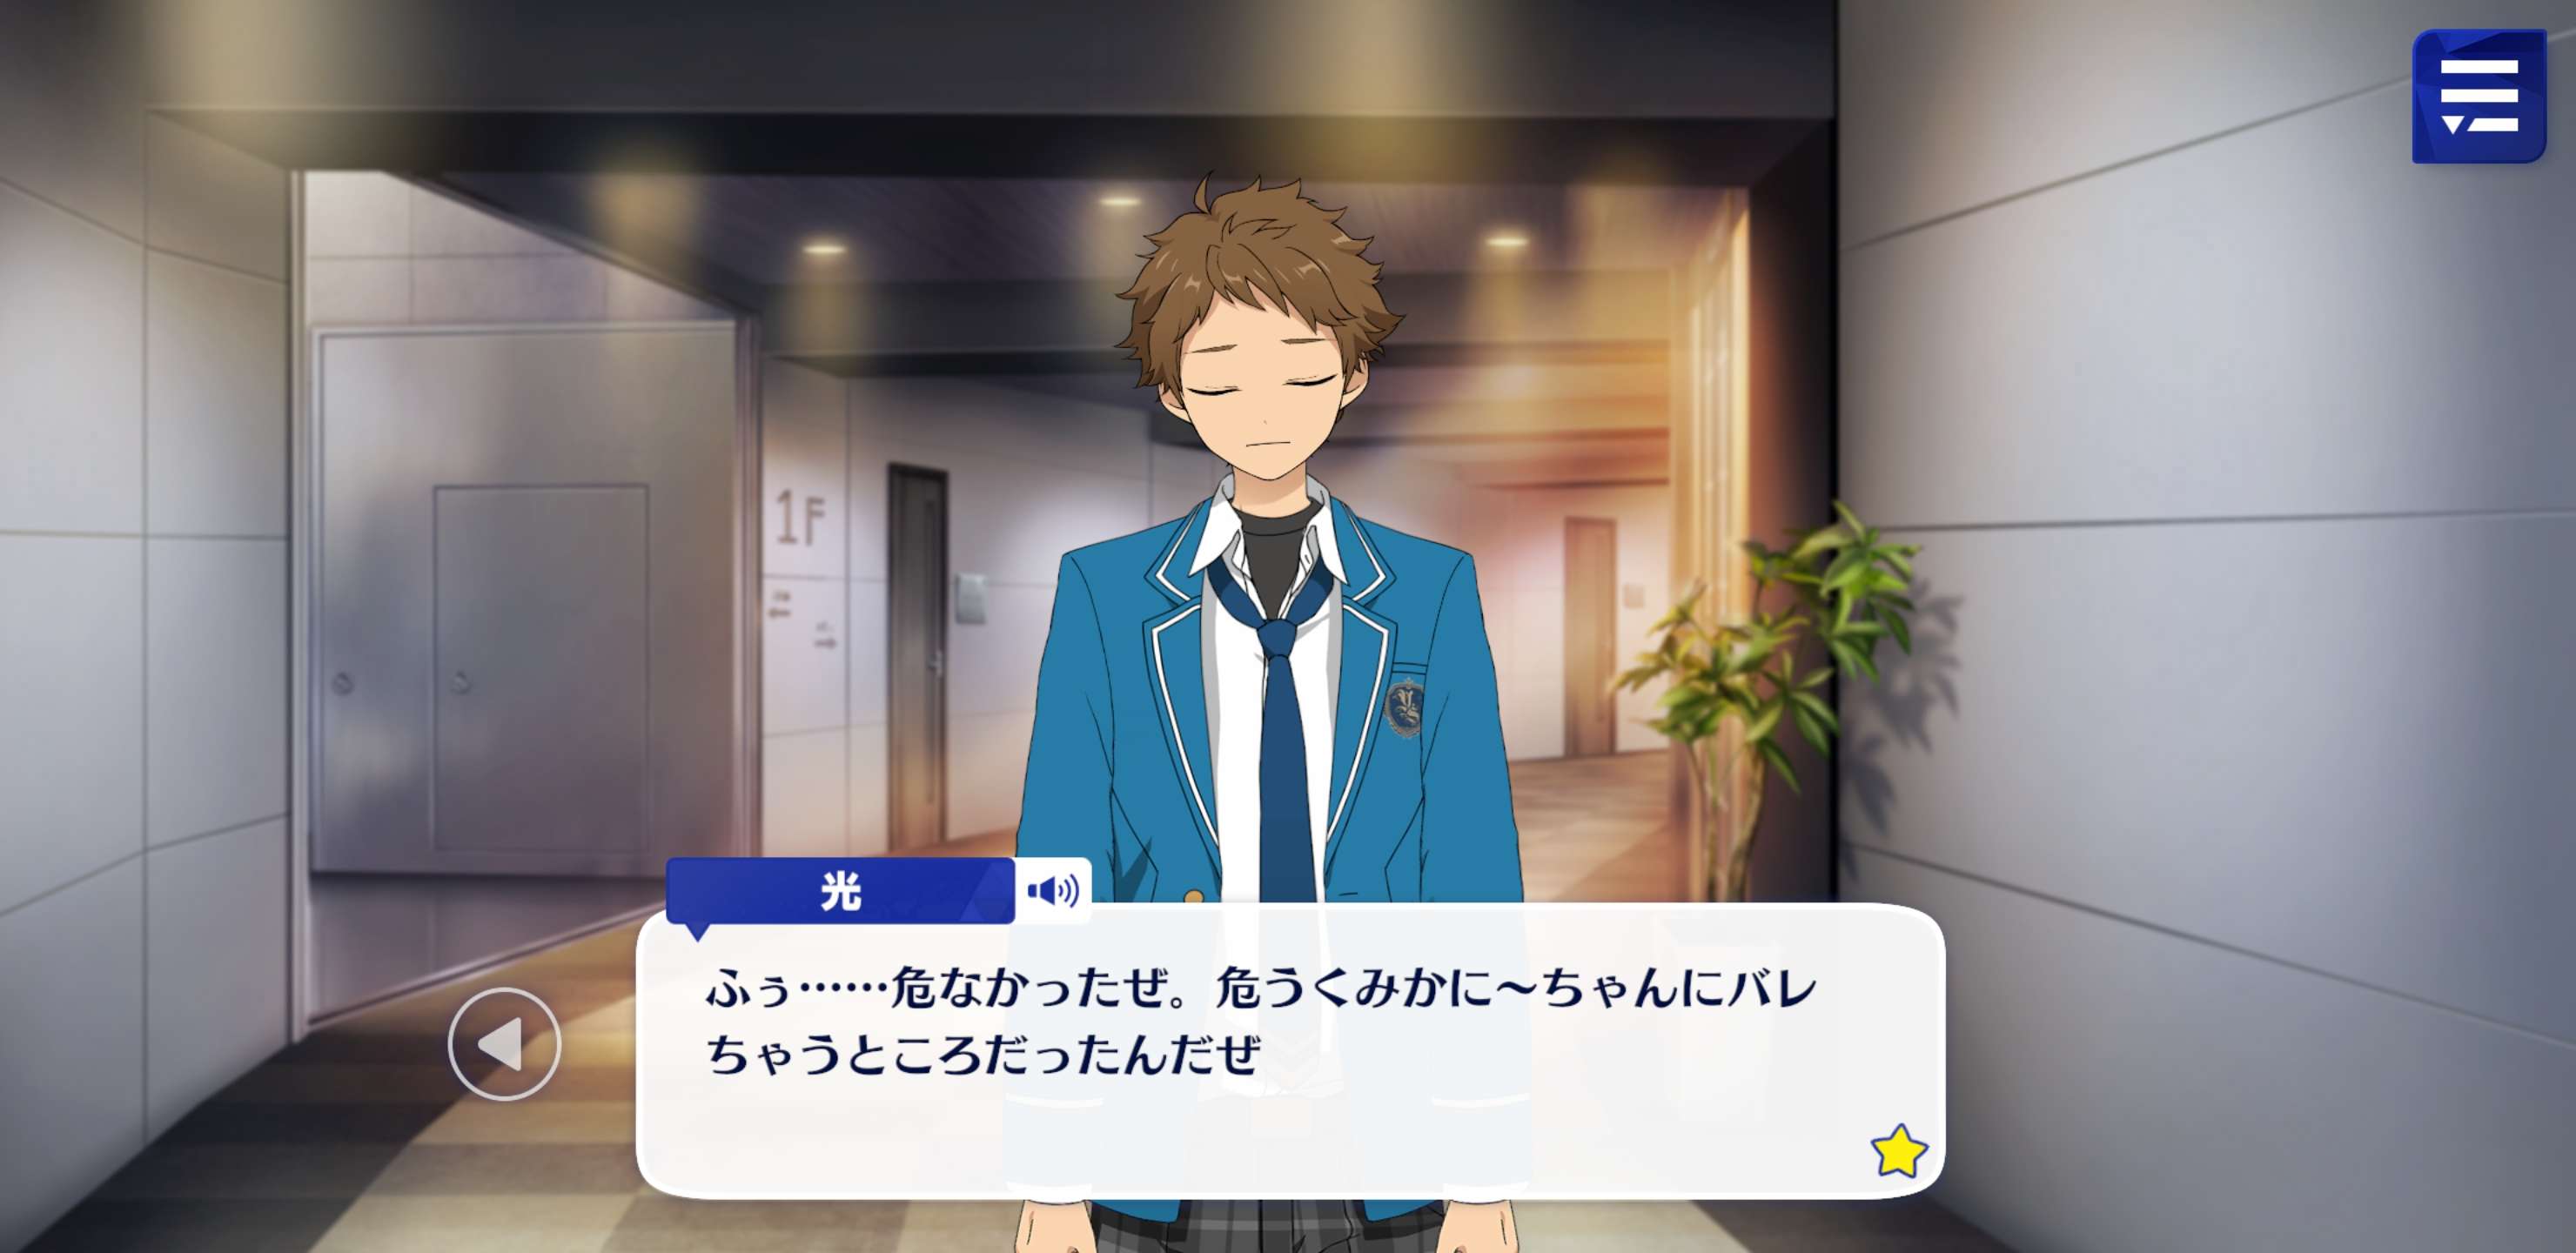 1F
光
ふぅ……危なかったぜ。危うくみかに～ちゃんにバレ
ちゃうところだったんだぜ